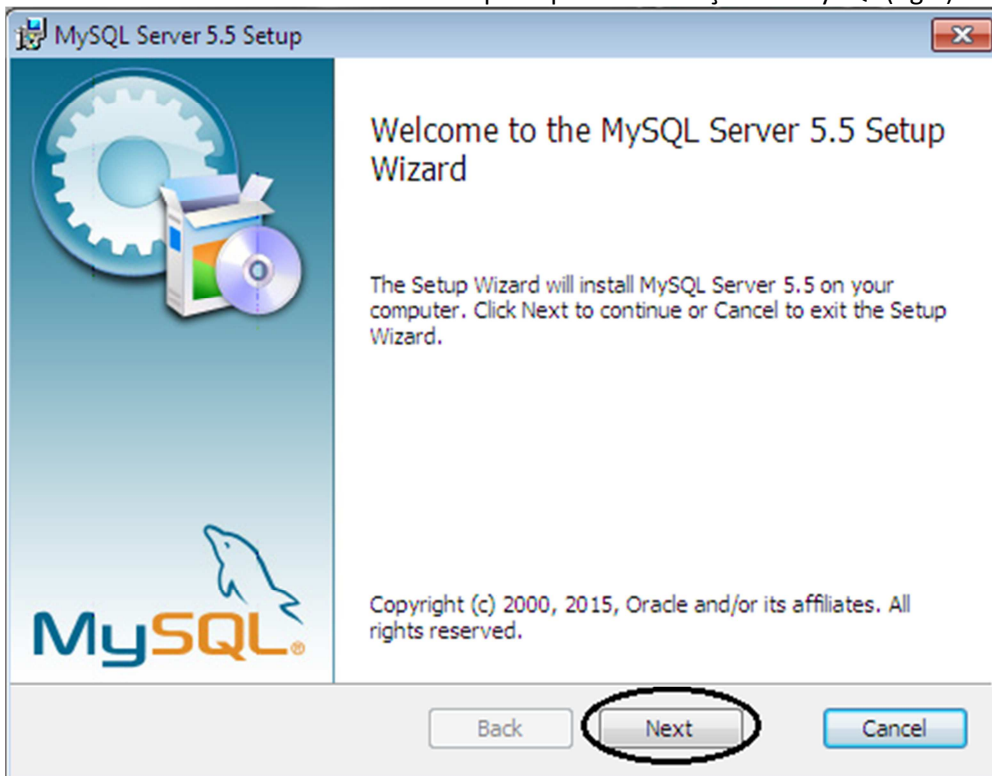 MySQL Server 5.5 Setup
Welcome to the MySQL Server 5.5 Setup
Wizard
The Setup Wizard will install MySQL Server 5.5 on your
computer. Click Next to continue or Cancel to exit the Setup
Wizard.
Copyright (c) 2000, 2015, Oracle and/or its affiliates. All
rights reserved.
MySQL®
Back Next Cancel